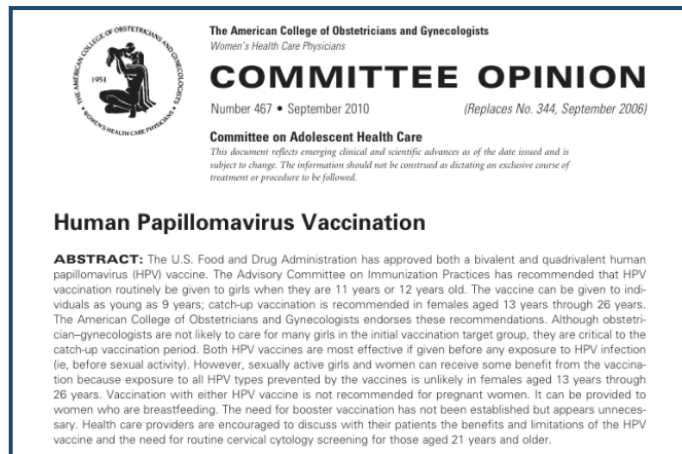 THE AMERICAN COLLEGE OF OBSTETRICIANS AND GYNECOLOGISTS
1951
WOMEN'S HEALTH CARE PHYSICIANS
The American College of Obstetricians and Gynecologists
Women's Health Care Physicians
COMMITTEE OPINION
Number 467 • September 2010 (Replaces No. 344, September 2006)
Committee on Adolescent Health Care
This document reflects emerging clinical and scientific advances as of the date issued and is
subject to change. The information should not be construed as dictating an exclusive course of
treatment or procedure to be followed.
Human Papillomavirus Vaccination
ABSTRACT: The U.S. Food and Drug Administration has approved both a bivalent and quadrivalent human
papillomavirus (HPV) vaccine. The Advisory Committee on Immunization Practices has recommended that HPV
vaccination routinely be given to girls when they are 11 years or 12 years old. The vaccine can be given to indi-
viduals as young as 9 years; catch-up vaccination is recommended in females aged 13 years through 26 years.
The American College of Obstetricians and Gynecologists endorses these recommendations. Although obstetri-
cian–gynecologists are not likely to care for many girls in the initial vaccination target group, they are critical to the
catch-up vaccination period. Both HPV vaccines are most effective if given before any exposure to HPV infection
(ie, before sexual activity). However, sexually active girls and women can receive some benefit from the vaccina-
tion because exposure to all HPV types prevented by the vaccines is unlikely in females aged 13 years through
26 years. Vaccination with either HPV vaccine is not recommended for pregnant women. It can be provided to
women who are breastfeeding. The need for booster vaccination has not been established but appears unneces-
sary. Health care providers are encouraged to discuss with their patients the benefits and limitations of the HPV
vaccine and the need for routine cervical cytology screening for those aged 21 years and older.